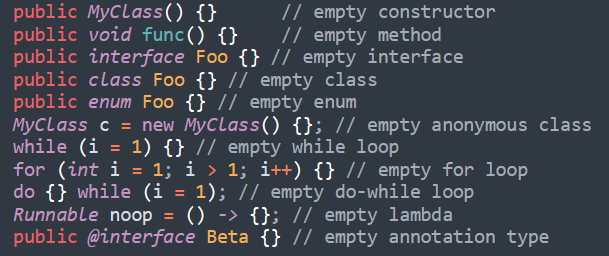 public MyClass() {}      // empty constructor
public void func() {}    // empty method
public interface Foo {} // empty interface
public class Foo {} // empty class
public enum Foo {} // empty enum
MyClass c = new MyClass() {}; // empty anonymous class
while (i = 1) {} // empty while loop
for (int i = 1; i > 1; i++) {} // empty for loop
do {} while (i = 1); // empty do-while loop
Runnable noop = () -> {}; // empty lambda
public @interface Beta {} // empty annotation type